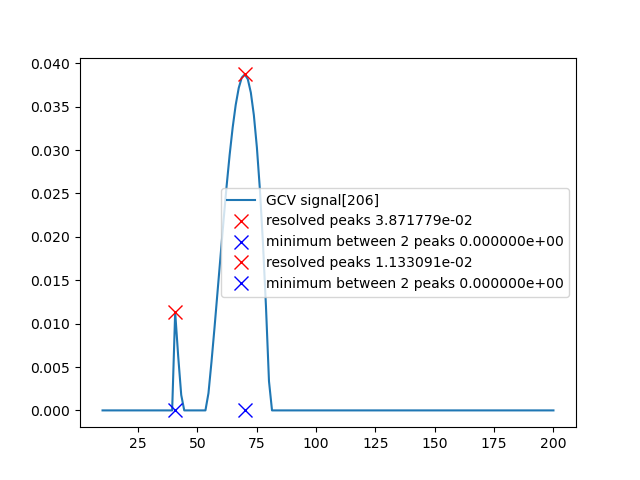 0.040
0.035
0.030
0.025
0.020
0.015
0.010
0.005
0.000
GCV signal[206]
resolved peaks 3.871779e-02
minimum between 2 peaks 0.000000e+00
resolved peaks 1.133091e-02
minimum between 2 peaks 0.000000e+00
25 50 75 100 125 150 175 200